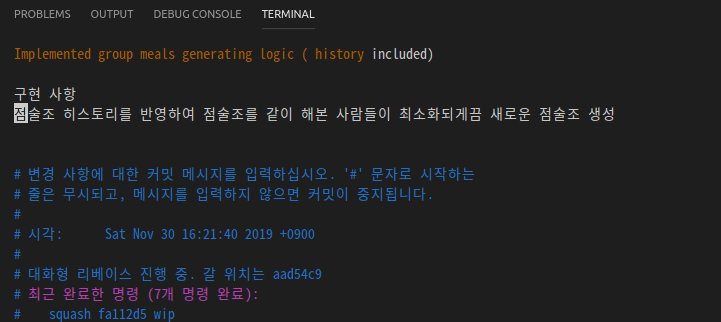 PROBLEMS OUTPUT DEBUG CONSOLE TERMINAL
Implemented group meals generating logic ( history included)
구현 사항
점술조 히스토리를 반영하여 점술조를 같이 해본 사람들이 최소화되게끔 새로운 점술조 생성
# 변경 사항에 대한 커밋 메시지를 입력하십시오. '#' 문자로 시작하는
# 줄은 무시되고, 메시지를 입력하지 않으면 커밋이 중지됩니다.
#
# 시각: Sat Nov 30 16:21:40 2019 +0900
#
# 대화형 리베이스 진행 중. 갈 위치는 aad54c9
# 최근 완료한 명령 (7개 명령 완료):
# squash fa112d5 wip